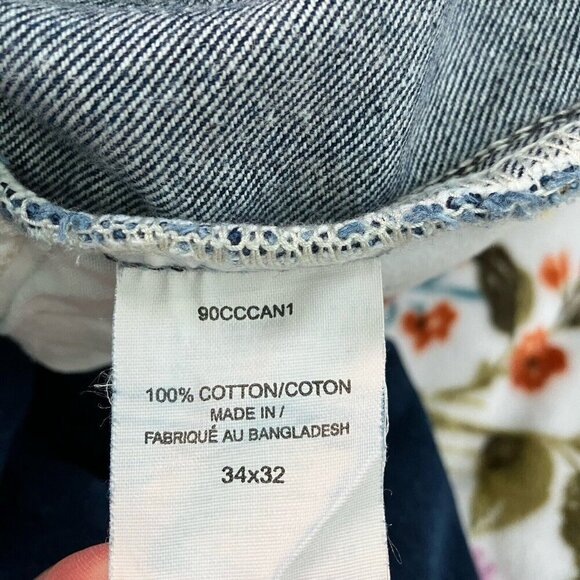 90CCCAN1
100% COTTON/COTON
MADE IN/
FABRIQUÉ AU BANGLADESH
34x32